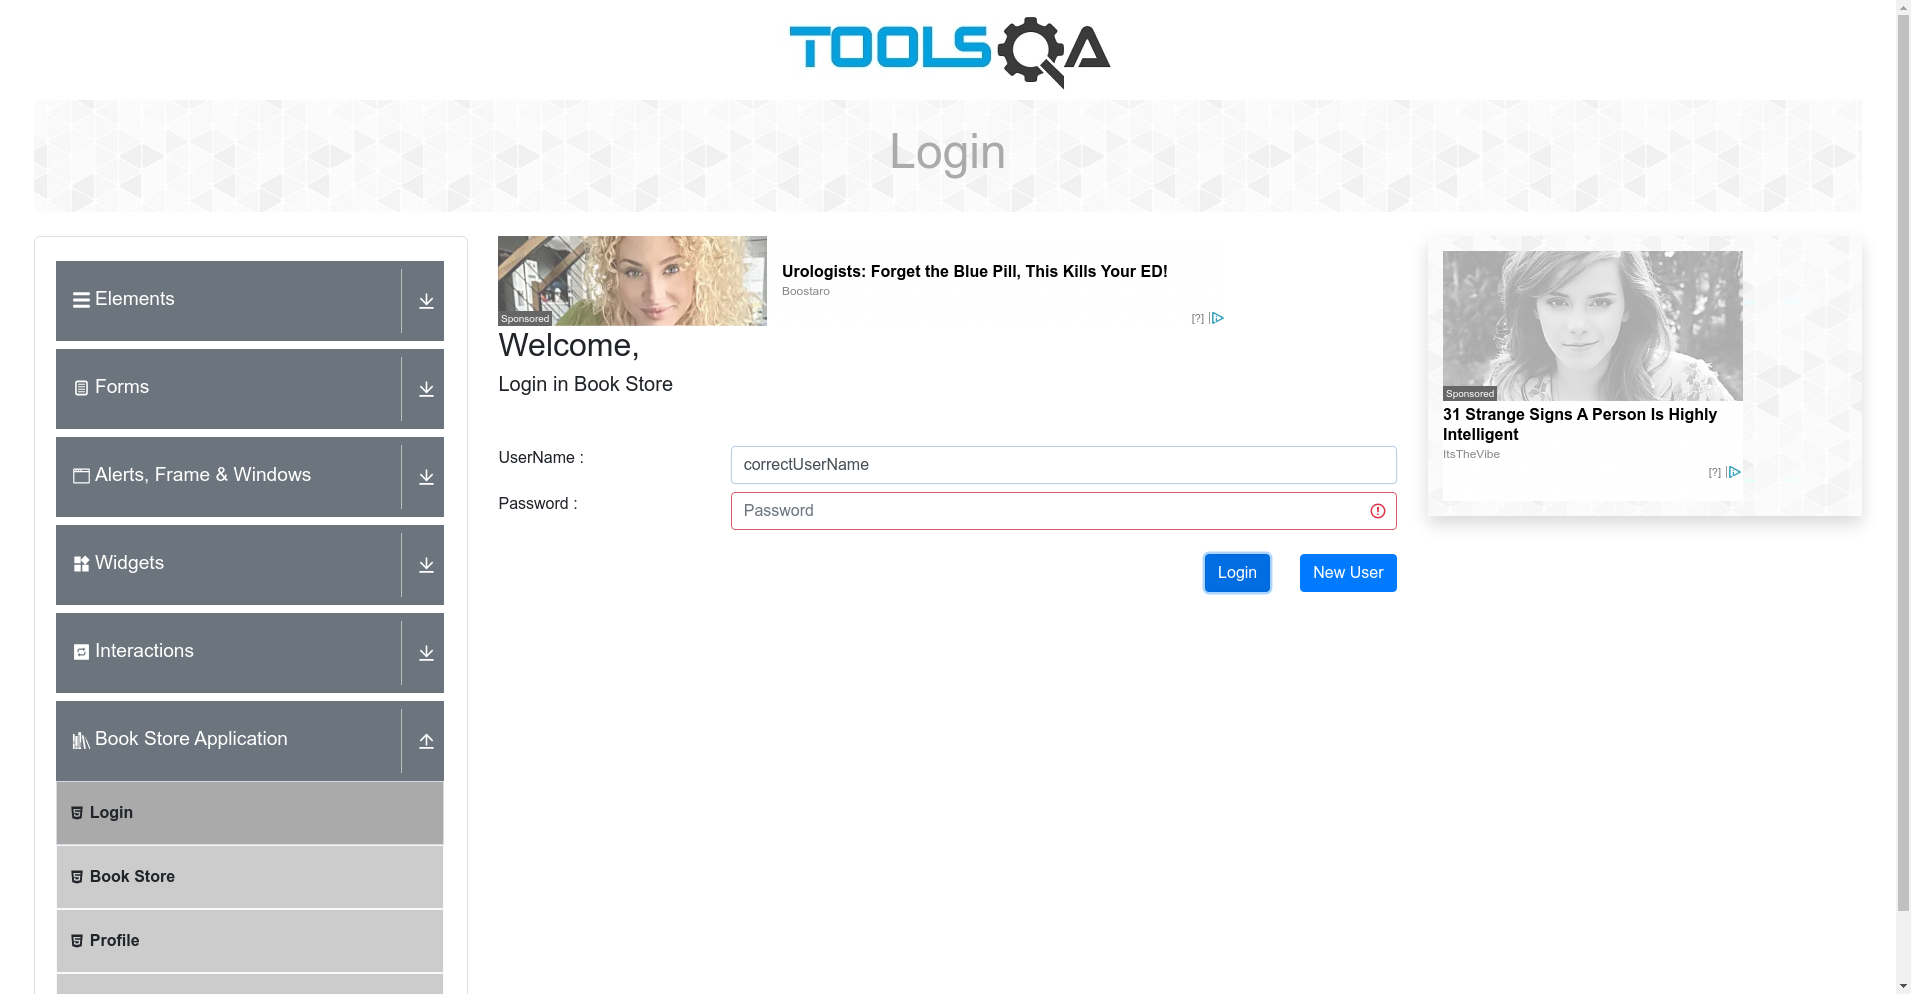 TOOLSQA
Login
Elements
Forms
Alerts, Frame & Windows
Widgets
Interactions
Book Store Application
Login
Book Store
Profile
Sponsored
Urologists: Forget the Blue Pill, This Kills Your ED!
Boostaro
[?]
Welcome,
Login in Book Store
UserName :
correctUserName
Password :
Password
Login
New User
Sponsored
31 Strange Signs A Person Is Highly
Intelligent
ItsTheVibe
[?]